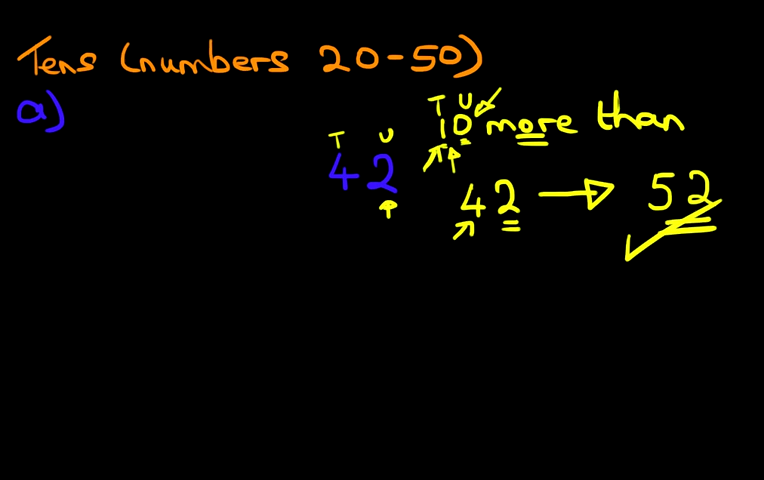 Tens (numbers 20-50)
a)
T U
10 more than
T U
42
42 → 52